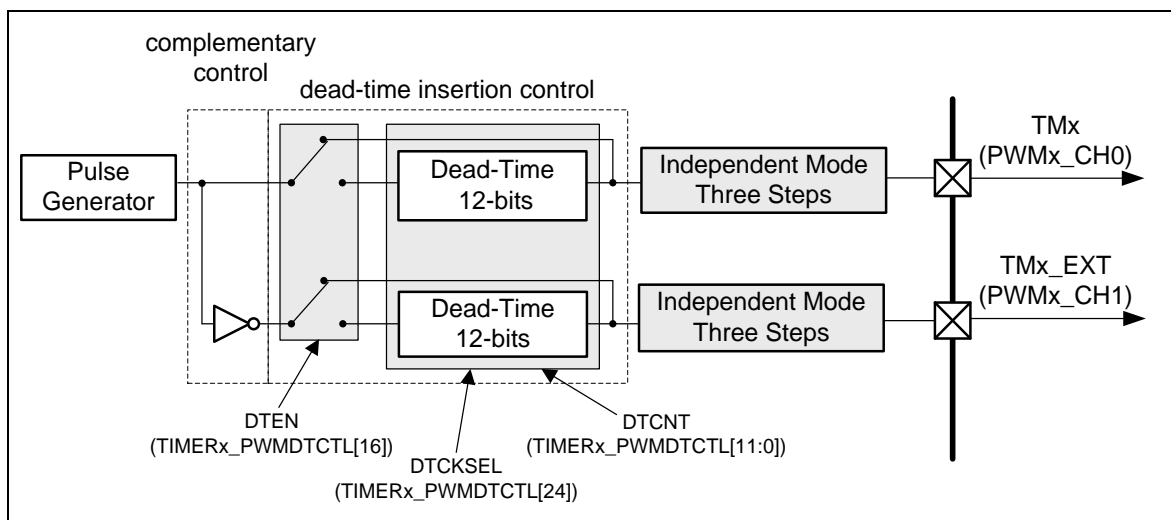 complementary
control
dead-time insertion control
Pulse
Generator
Dead-Time
12-bits
Independent Mode
Three Steps
TMx
(PWMx_CH0)
Dead-Time
12-bits
Independent Mode
Three Steps
TMx_EXT
(PWMx_CH1)
DTEN
(TIMERx_PWMDTCTL[16])
DTCKSEL
(TIMERx_PWMDTCTL[24])
DTCNT
(TIMERx_PWMDTCTL[11:0])